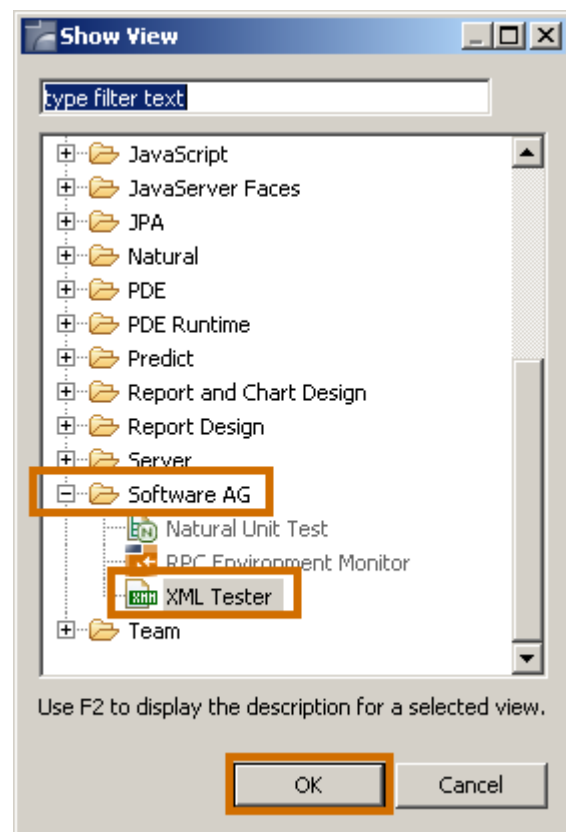 Show View
type filter text
JavaScript
JavaServer Faces
JPA
Natural
PDE
PDE Runtime
Predict
Report and Chart Design
Report Design
Server
Software AG
Natural Unit Test
RPC Environment Monitor
XML Tester
Team
Use F2 to display the description for a selected view.
OK Cancel